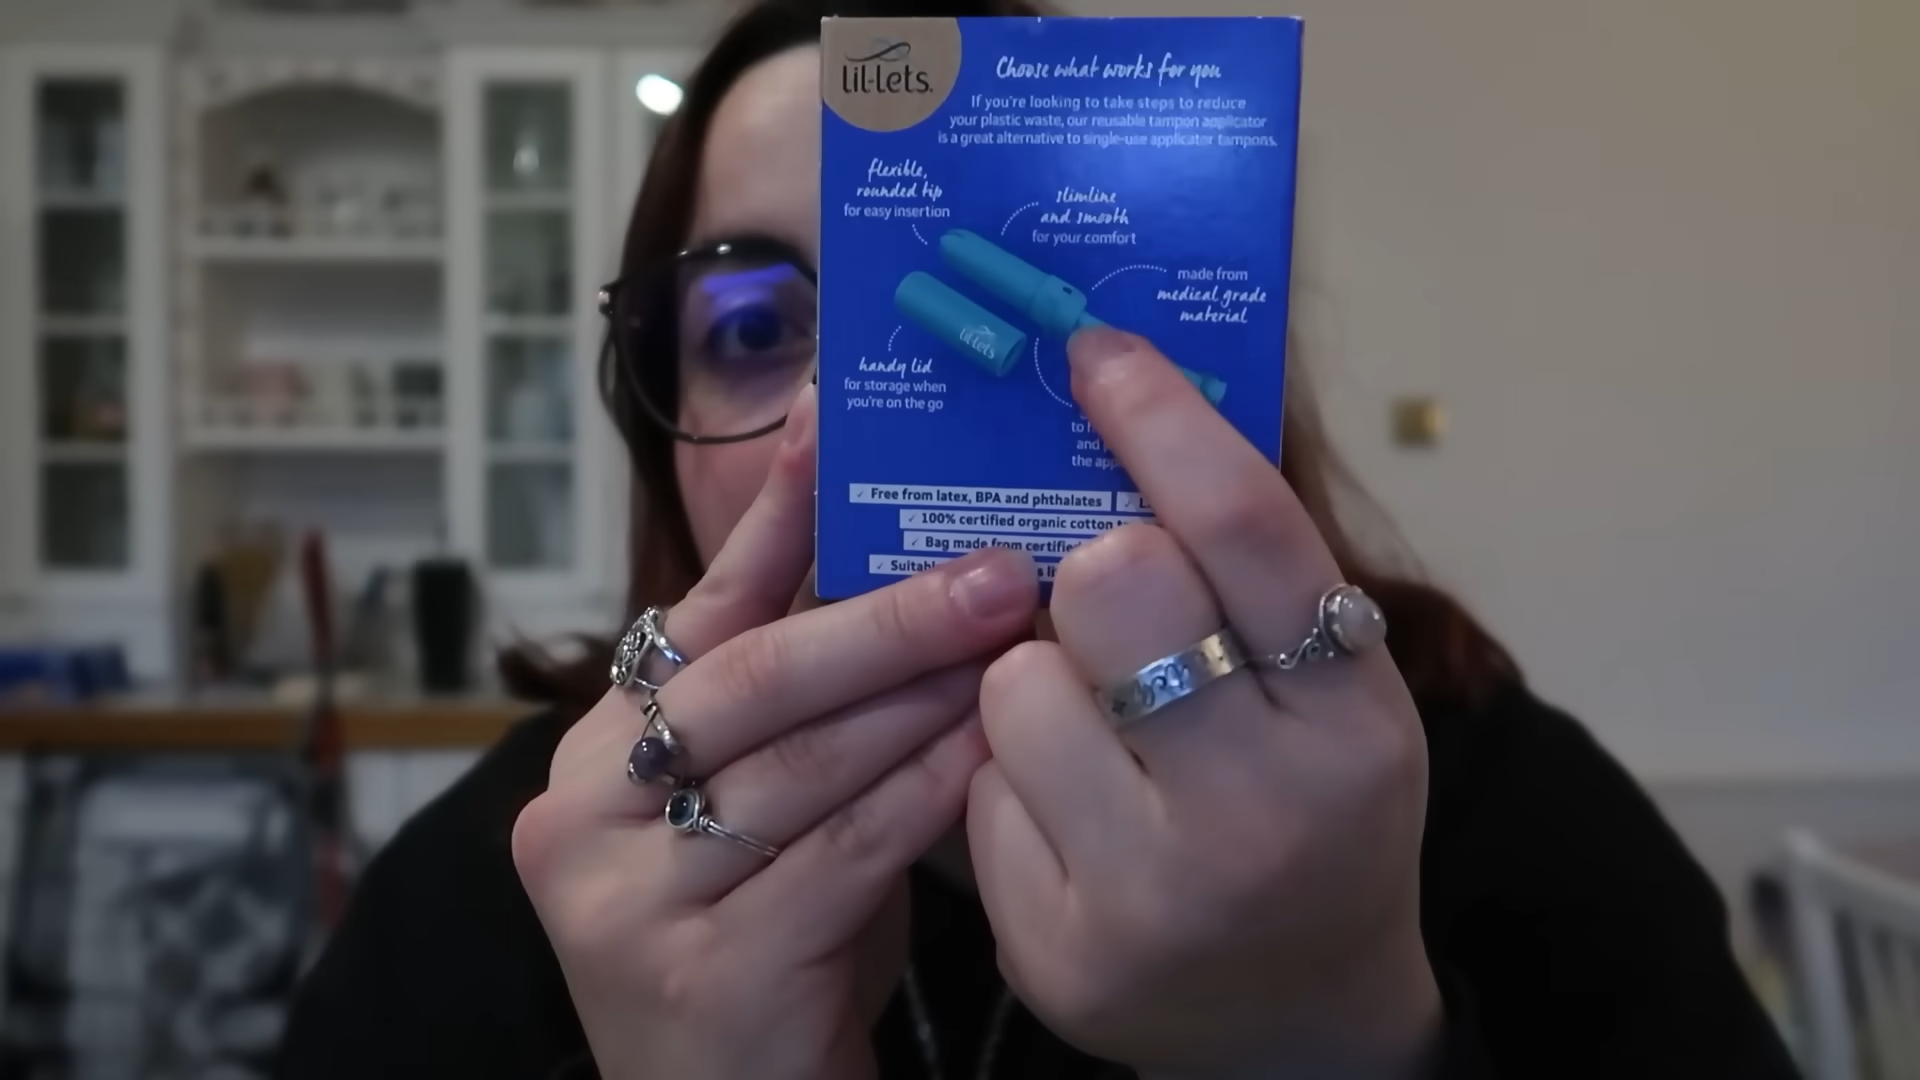 lil-lets.
Choose what works for you
If you're looking to take steps to reduce
your plastic waste, our reusable tampon applicator
is a great alternative to single-use applicator tampons.
flexible,
rounded tip
for easy insertion
slimline
and smooth
for your comfort
made from
medical grade
material
lil-lets
handy lid
for storage when
you're on the go
to
and
the
✓ Free from latex, BPA and phthalates ✓
✓ 100% certified organic cotton
✓ Bag made from
✓